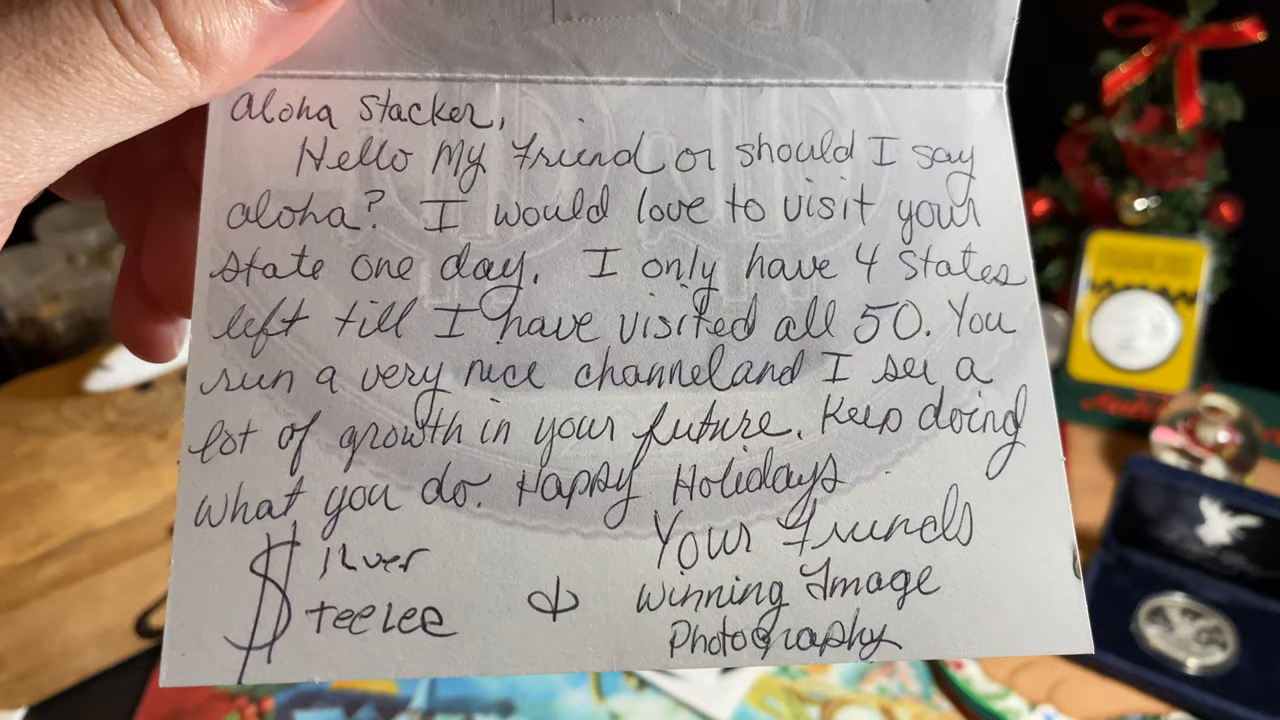 Aloha Stacker,
Hello My Friend or should I say
aloha? I would love to visit your
state one day. I only have 4 States
left till I have visited all 50. You
run a very nice channel and I see a
lot of growth in your future. Keep doing
what you do. Happy Holidays
Your Friends
$ilver
$teelee & Winning Image
Photography